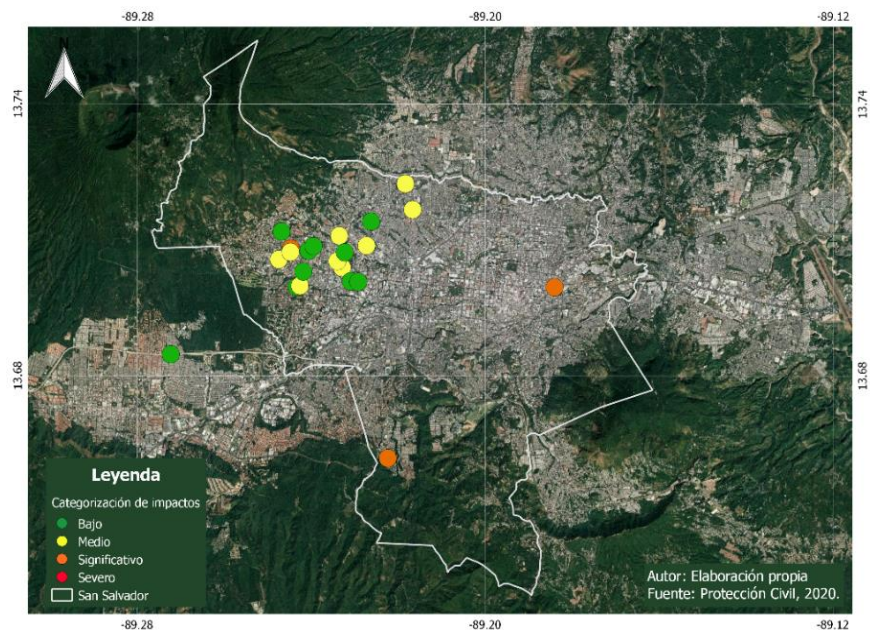 -89.28 -89.20 -89.12
N
13.74 13.74
13.68 13.68
Leyenda
Categorización de impactos
Bajo
Medio
Significativo
Severo
San Salvador
Autor: Elaboración propia
Fuente: Protección Civil, 2020.
-89.28 -89.20 -89.12